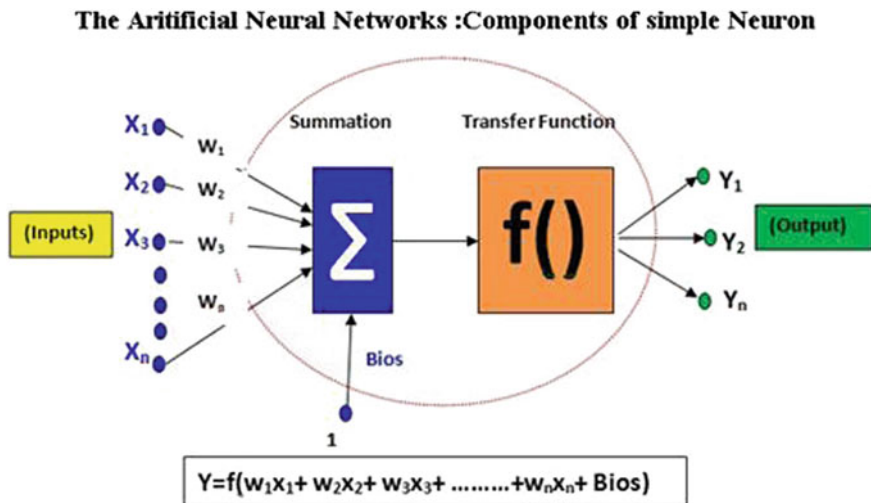 The Aritificial Neural Networks :Components of simple Neuron
Summation
Transfer Function
X1
W1
X2
W2
(Inputs)
X3
W3
Wn
Xn
Σ
f()
Y1
Y2
(Output)
Yn
Bios
1
Y=f(w1x1+ w2x2+ w3x3+ .........+wnxn+ Bios)